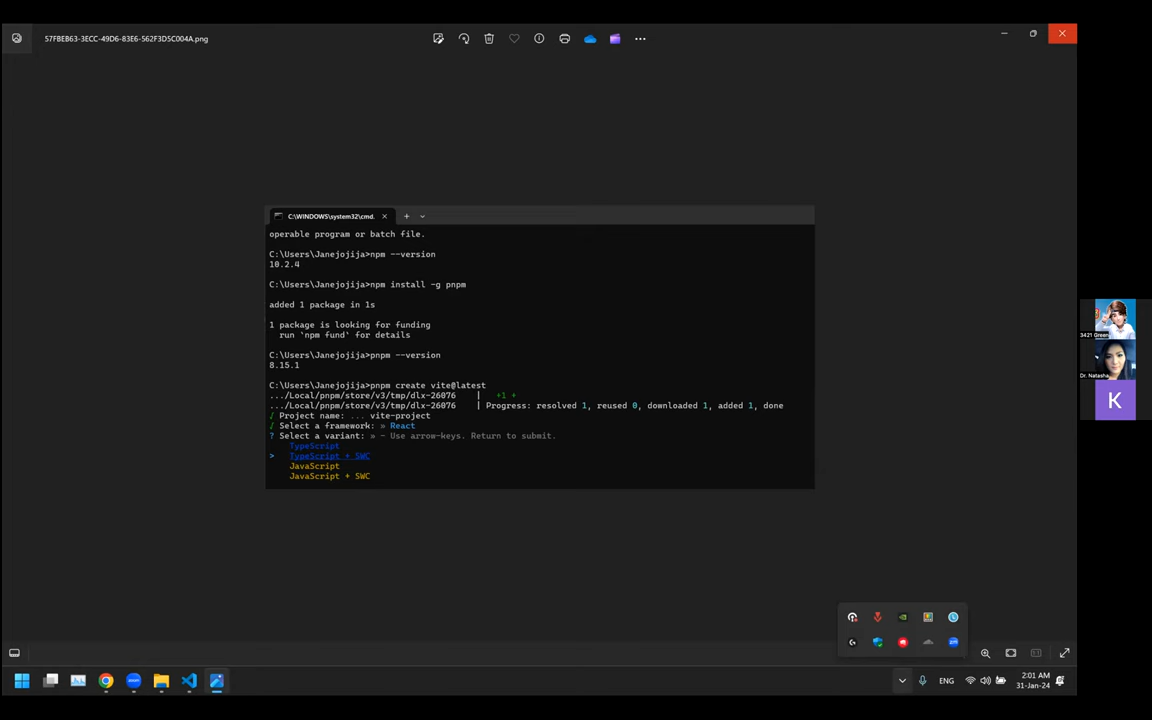 57FBEB63-3ECC-49D6-83E6-562F3D5C004A.png
C:\WINDOWS\system32\cmd.
operable program or batch file.
C:\Users\Janejojija>npm --version
10.2.4
C:\Users\Janejojija>npm install -g pnpm
added 1 package in 1s
1 package is looking for funding
run `npm fund` for details
C:\Users\Janejojija>pnpm --version
8.15.1
C:\Users\Janejojija>pnpm create vite@latest
.../Local/pnpm/store/v3/tmp/dlx-26076 | +1 +
.../Local/pnpm/store/v3/tmp/dlx-26076 | Progress: resolved 1, reused 0, downloaded 1, added 1, done
√ Project name: ... vite-project
√ Select a framework: » React
? Select a variant: » - Use arrow-keys. Return to submit.
TypeScript
> TypeScript + SWC
JavaScript
JavaScript + SWC
3421 Green
Dr. Natasha
K
ENG
2:01 AM
31-Jan-24